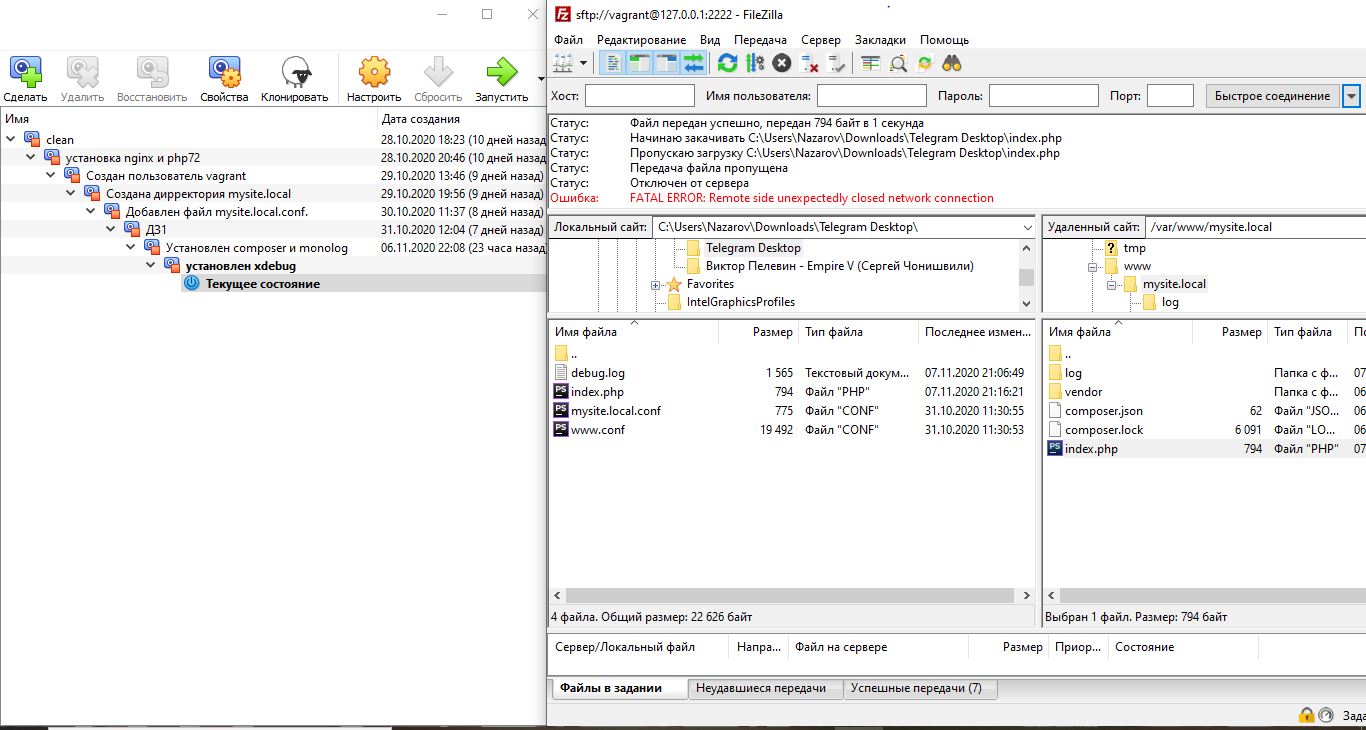 Сделать Удалить Восстановить Свойства Клонировать Настроить Сбросить Запустить
Имя Дата создания
clean 28.10.2020 18:23 (10 дней назад)
установка nginx и php72 28.10.2020 20:46 (10 дней назад)
Создан пользователь vagrant 29.10.2020 13:46 (9 дней назад)
Создана дирректория mysite.local 29.10.2020 19:56 (9 дней назад)
Добавлен файл mysite.local.conf. 30.10.2020 11:37 (8 дней назад)
ДЗ1 31.10.2020 12:04 (7 дней назад)
Установлен composer и monolog 06.11.2020 22:08 (23 часа назад)
установлен xdebug
Текущее состояние
sftp://vagrant@127.0.0.1:2222 - FileZilla
Файл Редактирование Вид Передача Сервер Закладки Помощь
Хост: Имя пользователя: Пароль: Порт: Быстрое соединение
Статус: Файл передан успешно, передан 794 байт в 1 секунда
Статус: Начинаю закачивать C:\Users\Nazarov\Downloads\Telegram Desktop\index.php
Статус: Пропускаю загрузку C:\Users\Nazarov\Downloads\Telegram Desktop\index.php
Статус: Передача файла пропущена
Статус: Отключен от сервера
Ошибка: FATAL ERROR: Remote side unexpectedly closed network connection
Локальный сайт: C:\Users\Nazarov\Downloads\Telegram Desktop\
Telegram Desktop
Виктор Пелевин - Empire V (Сергей Чонишвили)
Favorites
IntelGraphicsProfiles
Имя файла Размер Тип файла Последнее измен...
..
debug.log 1 565 Текстовый докум... 07.11.2020 21:06:49
index.php 794 Файл "PHP" 07.11.2020 21:16:21
mysite.local.conf 775 Файл "CONF" 31.10.2020 11:30:55
www.conf 19 492 Файл "CONF" 31.10.2020 11:30:53
4 файла. Общий размер: 22 626 байт
Удаленный сайт: /var/www/mysite.local
tmp
www
mysite.local
log
Имя файла Размер Тип файла По
..
log Папка с ф... 07
vendor Папка с ф... 06
composer.json 62 Файл "JSO... 06
composer.lock 6 091 Файл "LO... 06
index.php 794 Файл "PHP" 07
Выбран 1 файл. Размер: 794 байт
Сервер/Локальный файл Напра... Файл на сервере Размер Приор... Состояние
Файлы в задании Неудавшиеся передачи Успешные передачи (7)
Зада